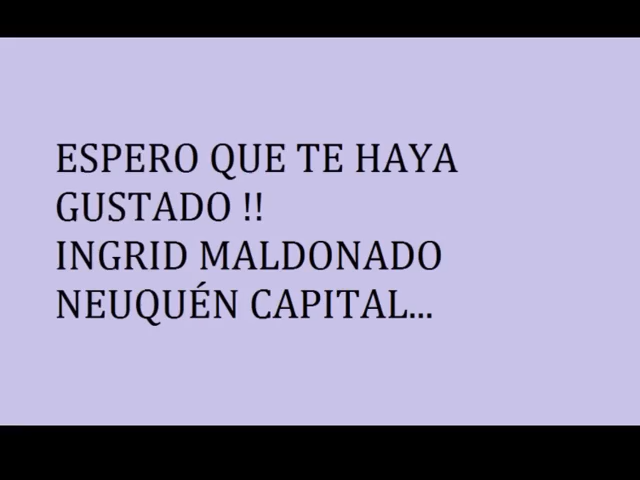 ESPERO QUE TE HAYA
GUSTADO !!
INGRID MALDONADO
NEUQUÉN CAPITAL...